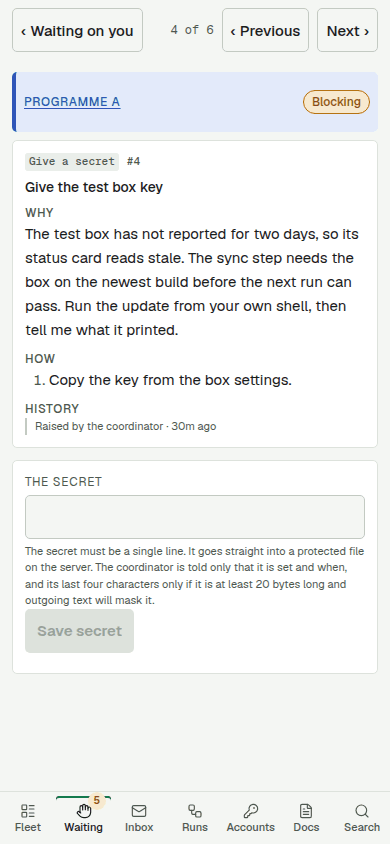 ‹ Waiting on you
4 of 6
‹ Previous
Next ›
PROGRAMME A
Blocking
Give a secret #4
Give the test box key
WHY
The test box has not reported for two days, so its
status card reads stale. The sync step needs the
box on the newest build before the next run can
pass. Run the update from your own shell, then
tell me what it printed.
HOW
1. Copy the key from the box settings.
HISTORY
Raised by the coordinator · 30m ago
THE SECRET
The secret must be a single line. It goes straight into a protected file
on the server. The coordinator is told only that it is set and when,
and its last four characters only if it is at least 20 bytes long and
outgoing text will mask it.
Save secret
5
Fleet
Waiting
Inbox
Runs
Accounts
Docs
Search